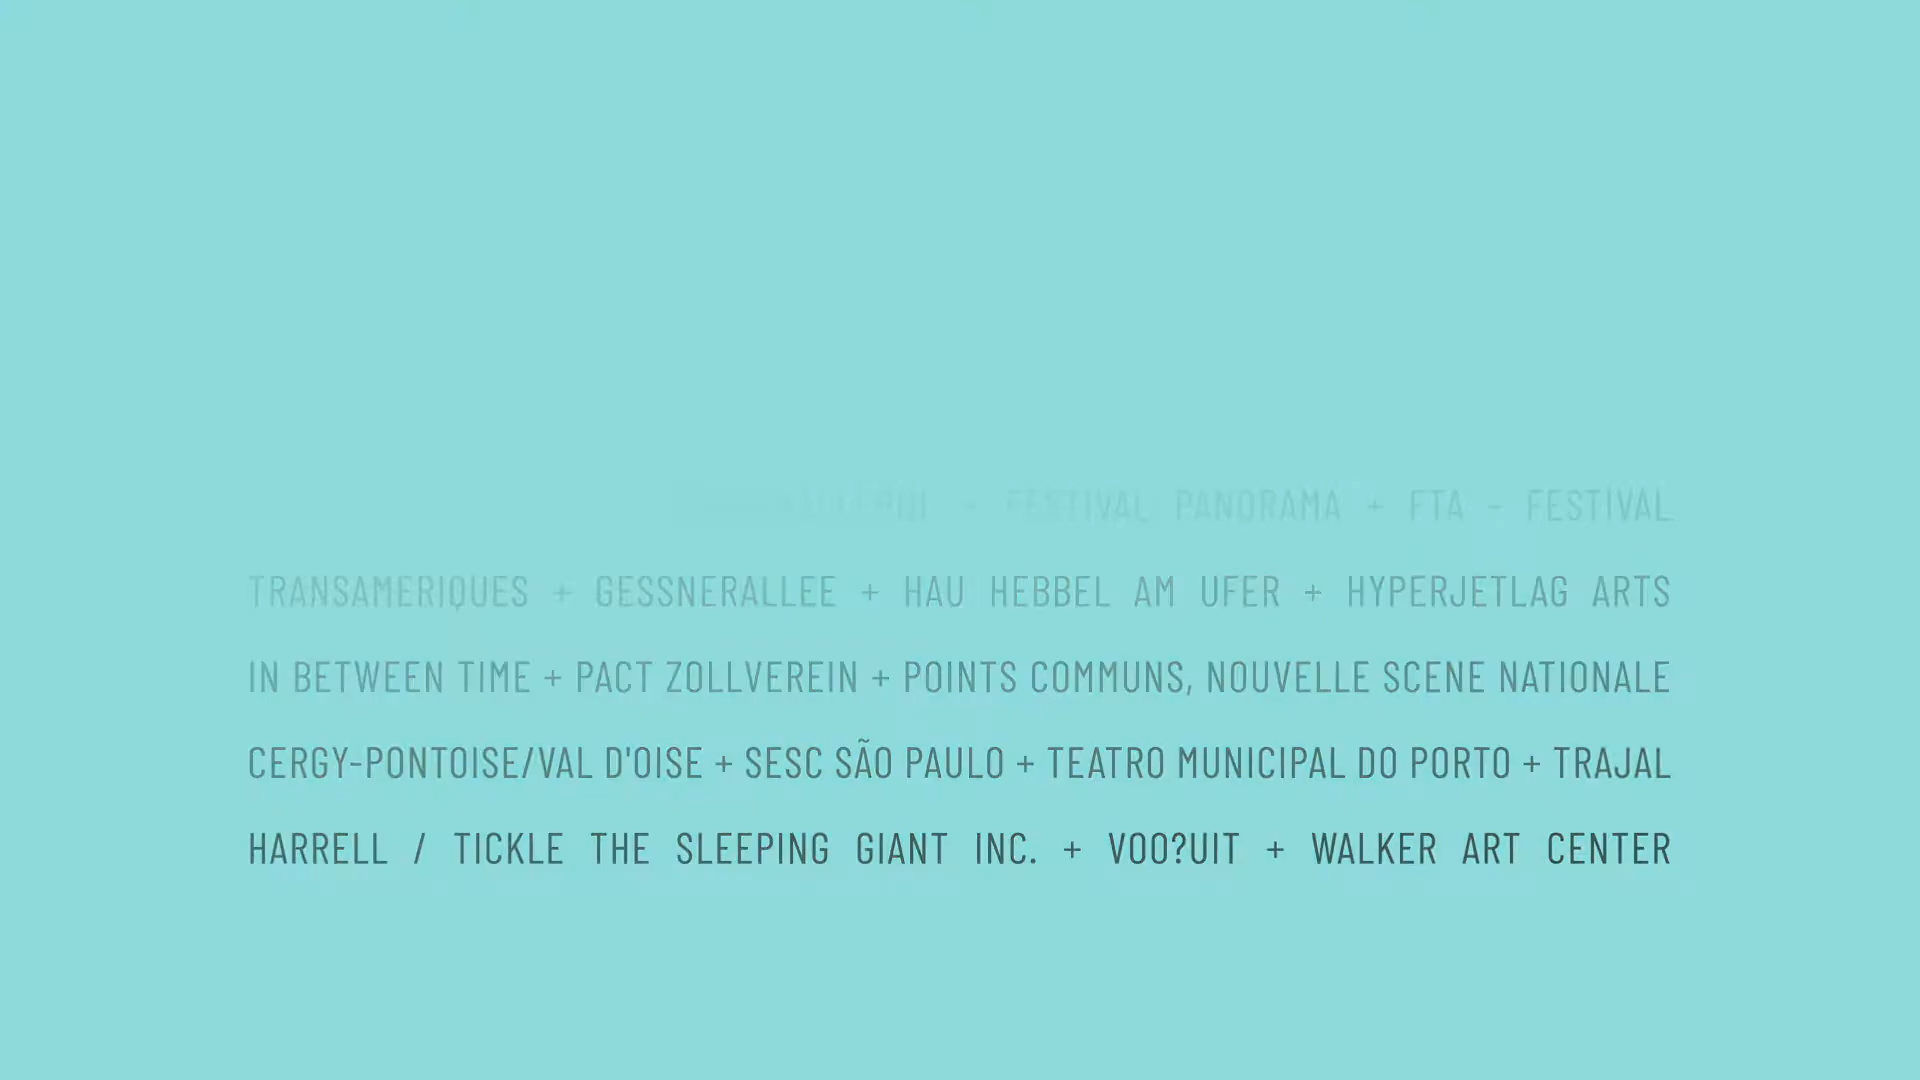 FESTIVAL PANORAMA + FTA - FESTIVAL
TRANSAMERIQUES + GESSNERALLEE + HAU HEBBEL AM UFER + HYPERJETLAG ARTS
IN BETWEEN TIME + PACT ZOLLVEREIN + POINTS COMMUNS, NOUVELLE SCENE NATIONALE
CERGY-PONTOISE/VAL D'OISE + SESC SÃO PAULO + TEATRO MUNICIPAL DO PORTO + TRAJAL
HARRELL / TICKLE THE SLEEPING GIANT INC. + VOO?UIT + WALKER ART CENTER